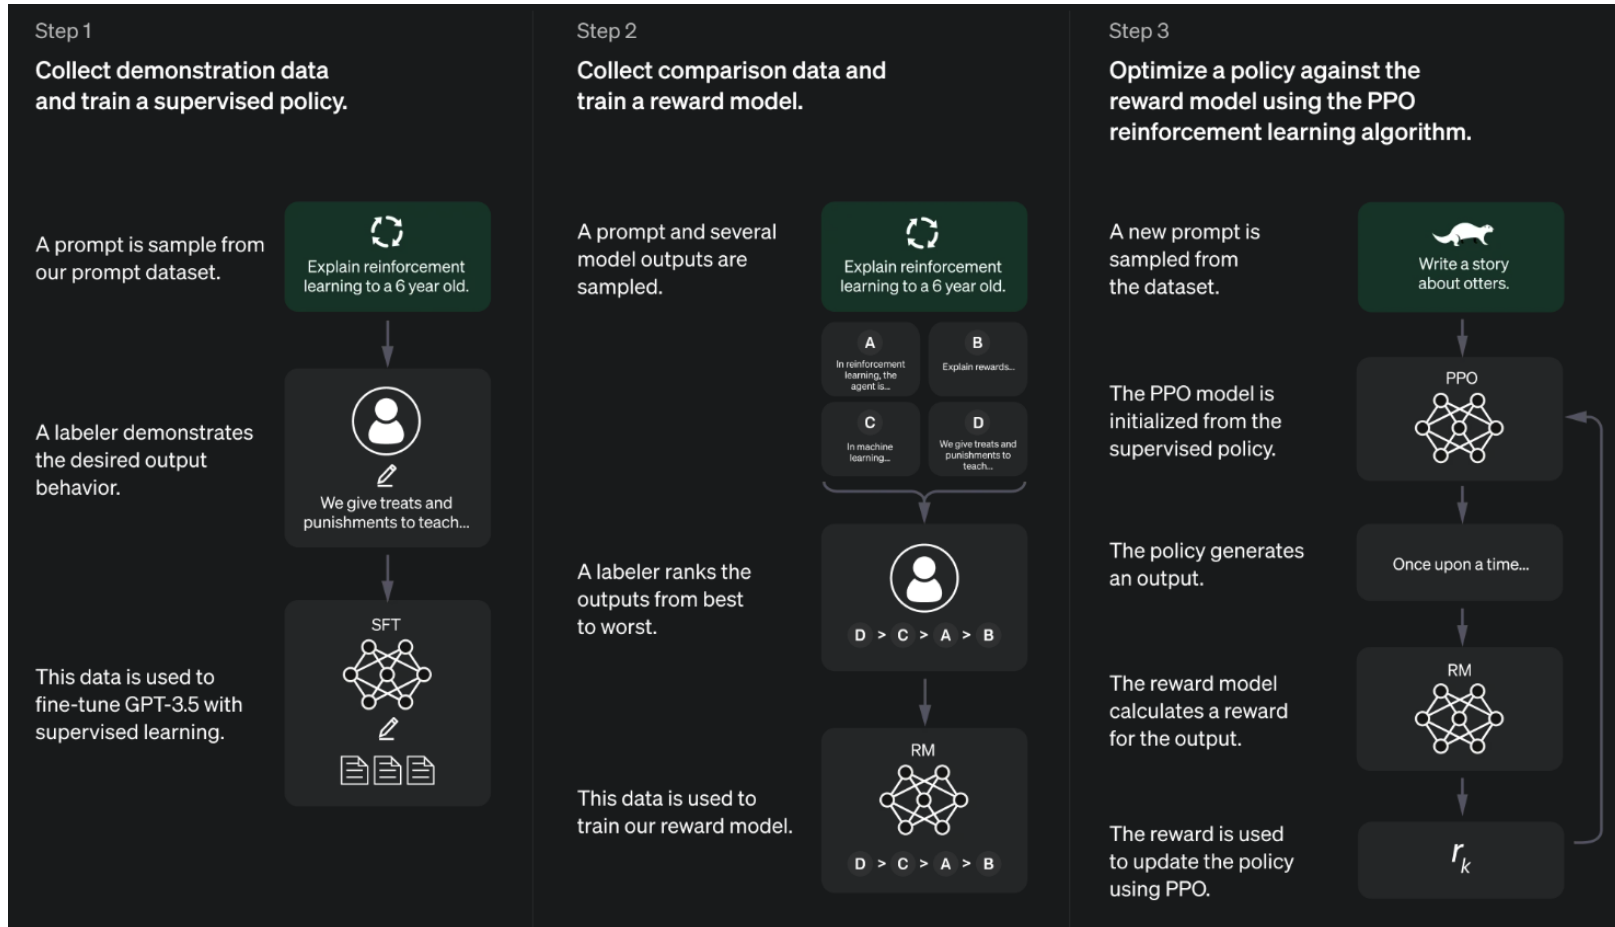 Step 1
Collect demonstration data
and train a supervised policy.
A prompt is sample from
our prompt dataset.
Explain reinforcement
learning to a 6 year old.
A labeler demonstrates
the desired output
behavior.
We give treats and
punishments to teach...
This data is used to
fine-tune GPT-3.5 with
supervised learning.
SFT
Step 2
Collect comparison data and
train a reward model.
A prompt and several
model outputs are
sampled.
Explain reinforcement
learning to a 6 year old.
A
In reinforcement
learning, the
agent is...
B
Explain rewards...
C
In machine
learning...
D
We give treats and
punishments to
teach...
A labeler ranks the
outputs from best
to worst.
D > C > A > B
This data is used to
train our reward model.
RM
D > C > A > B
Step 3
Optimize a policy against the
reward model using the PPO
reinforcement learning algorithm.
A new prompt is
sampled from
the dataset.
Write a story
about otters.
The PPO model is
initialized from the
supervised policy.
PPO
The policy generates
an output.
Once upon a time...
The reward model
calculates a reward
for the output.
RM
The reward is used
to update the policy
using PPO.
rk